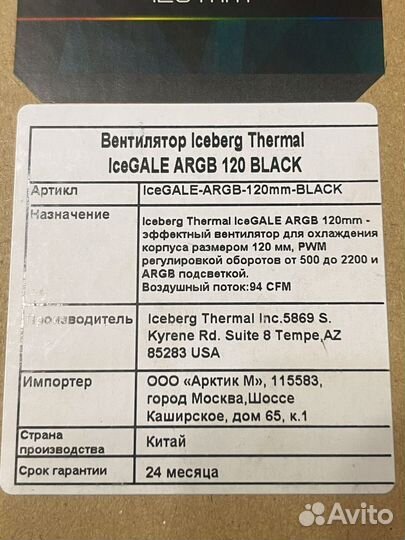 120 mm
Вентилятор Iceberg Thermal
IceGALE ARGB 120 BLACK
Артикл IceGALE-ARGB-120mm-BLACK
Назначение
Iceberg Thermal IceGALE ARGB 120mm -
эффектный вентилятор для охлаждения
корпуса размером 120 мм, PWM
регулировкой оборотов от 500 до 2200 и
ARGB подсветкой.
Воздушный поток:94 CFM
Производитель
Iceberg Thermal Inc.5869 S.
Kyrene Rd. Suite 8 Tempe,AZ
85283 USA
Импортер
ООО «Арктик М», 115583,
город Москва,Шоссе
Каширское, дом 65, к.1
Страна
производства
Китай
Срок гарантии 24 месяца
Avito